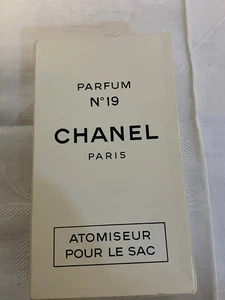 PARFUM
N°19
CHANEL
PARIS
ATOMISEUR
POUR LE SAC